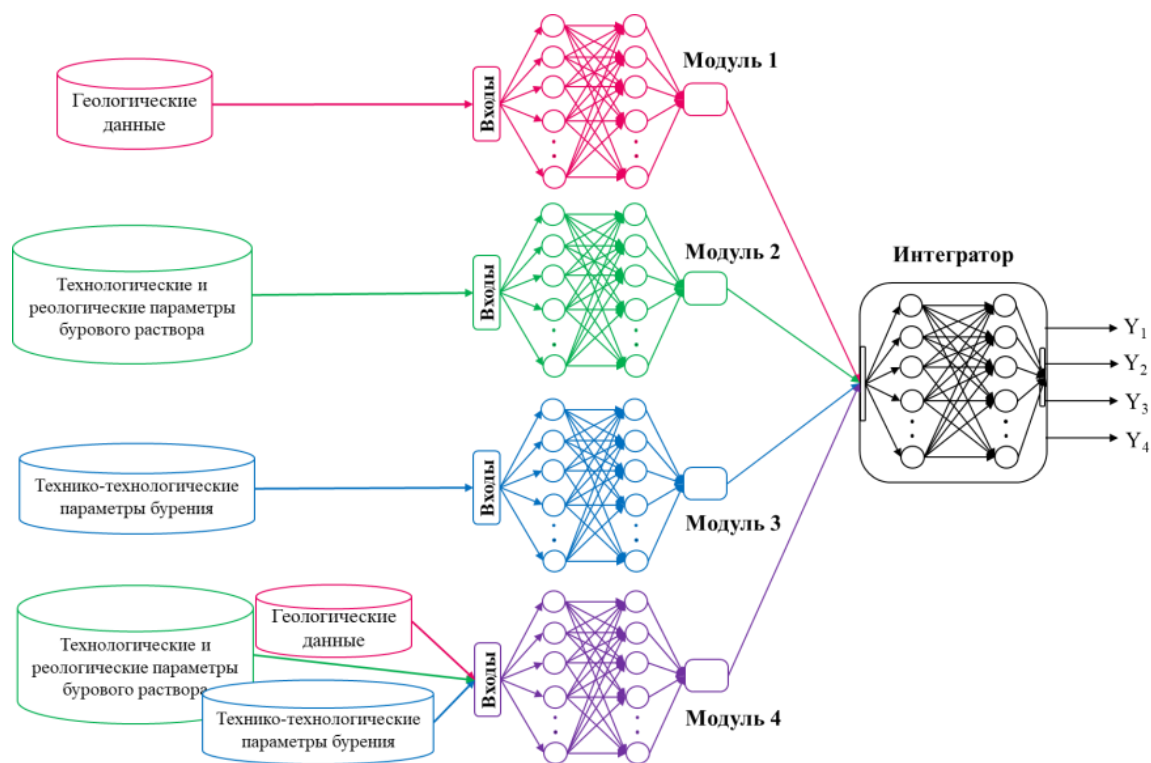 Геологические
данные
Входы
Модуль 1
Технологические и
реологические параметры
бурового раствора
Входы
Модуль 2
Технико-технологические
параметры бурения
Входы
Модуль 3
Технологические и
реологические параметры
бурового раствора
Геологические
данные
Технико-технологические
параметры бурения
Входы
Модуль 4
Интегратор
Y1
Y2
Y3
Y4